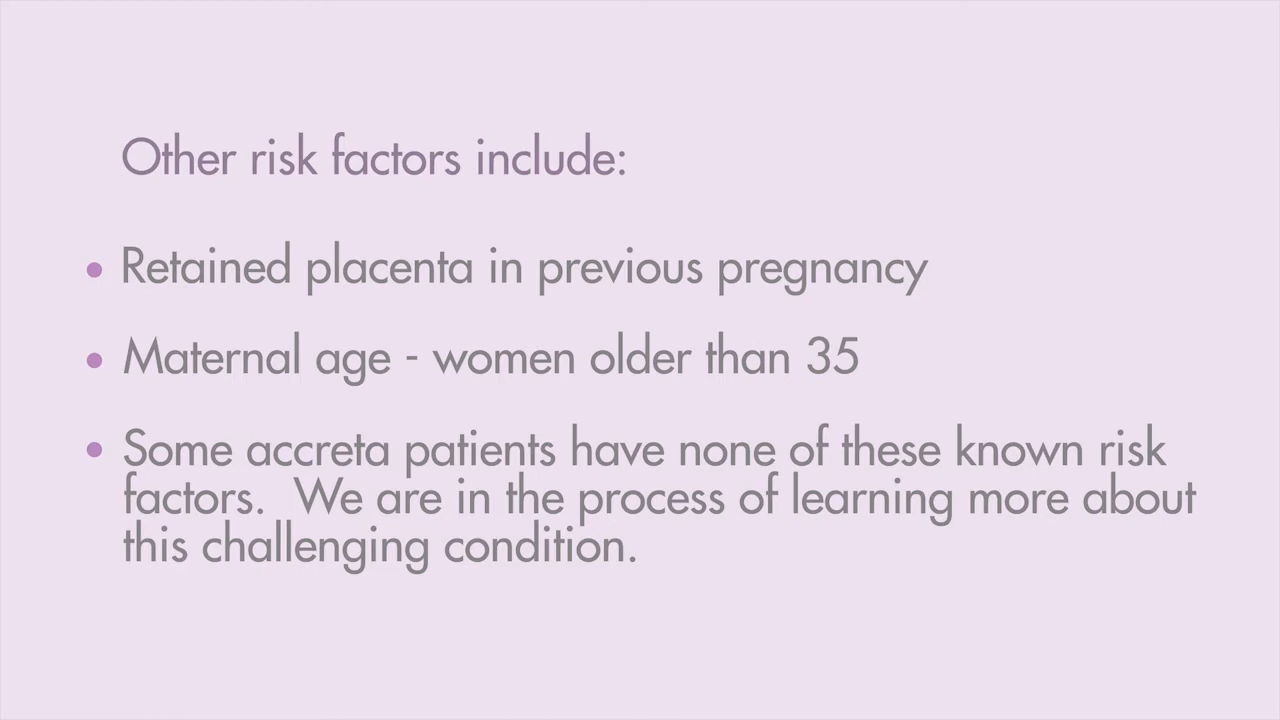 Other risk factors include:
• Retained placenta in previous pregnancy
• Maternal age - women older than 35
• Some accreta patients have none of these known risk
factors.  We are in the process of learning more about
this challenging condition.